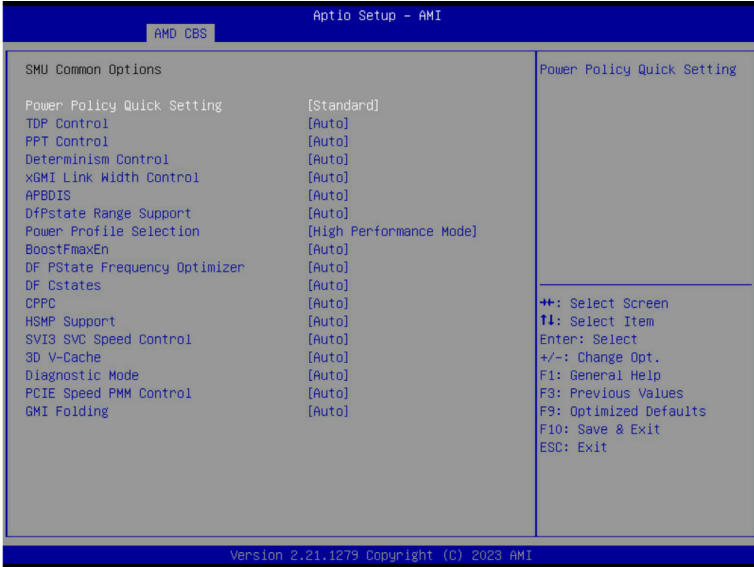 Aptio Setup - AMI
AMD CBS
SMU Common Options
Power Policy Quick Setting [Standard]
TDP Control [Auto]
PPT Control [Auto]
Determinism Control [Auto]
xGMI Link Width Control [Auto]
APBDIS [Auto]
DfPstate Range Support [Auto]
Power Profile Selection [High Performance Mode]
BoostFmaxEn [Auto]
DF PState Frequency Optimizer [Auto]
DF Cstates [Auto]
CPPC [Auto]
HSMP Support [Auto]
SVI3 SVC Speed Control [Auto]
3D V-Cache [Auto]
Diagnostic Mode [Auto]
PCIE Speed PMM Control [Auto]
GMI Folding [Auto]
Power Policy Quick Setting
→←: Select Screen
↑↓: Select Item
Enter: Select
+/-: Change Opt.
F1: General Help
F3: Previous Values
F9: Optimized Defaults
F10: Save & Exit
ESC: Exit
Version 2.21.1279 Copyright (C) 2023 AMI